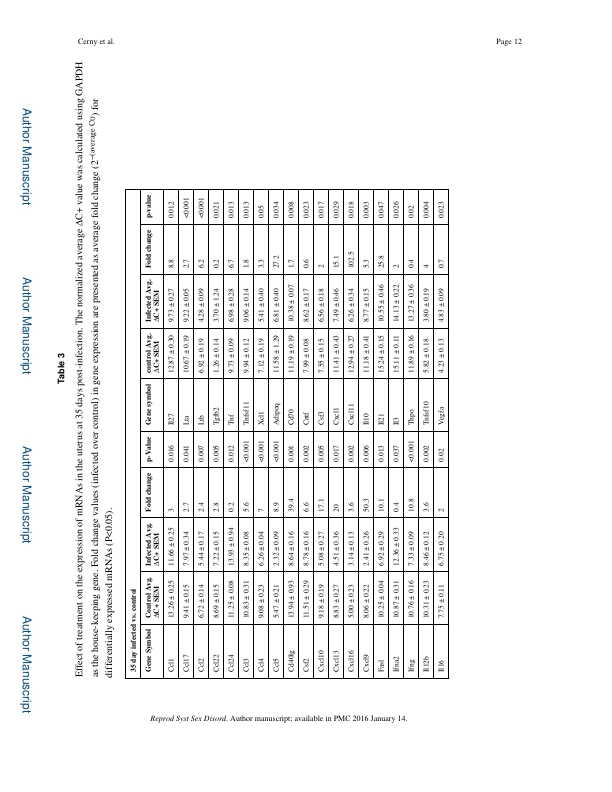 Cerny et al.
Page 12
Author Manuscript
Author Manuscript
Author Manuscript
Author Manuscript
Table 3
Effect of treatment on the expression of mRNAs in the uterus at 35 days post-infection. The normalized average ΔC+ value was calculated using GAPDH
as the house-keeping gene. Fold change values (infected over control) in gene expression are presented as average fold change (2−(average Ct)) for
differentially expressed mRNAs (P<0.05).
35 day infected vs. control
Gene Symbol Control Avg. ΔC+ SEM Infected Avg. ΔC+ SEM Fold change p-Value Gene symbol control Avg. ΔC+ SEM Infected Avg. ΔC+ SEM Fold change p-value
Ccl1 13.26 ± 0.25 11.66 ± 0.25 3 0.016 Il27 12.87 ± 0.30 9.73 ± 0.27 8.8 0.012
Ccl17 9.41 ± 0.15 7.97 ± 0.34 2.7 0.041 Lta 10.67 ± 0.19 9.22 ± 0.05 2.7 <0.001
Ccl2 6.72 ± 0.14 5.44 ± 0.17 2.4 0.007 Ltb 6.92 ± 0.19 4.28 ± 0.09 6.2 <0.001
Ccl22 8.69 ± 0.15 7.22 ± 0.15 2.8 0.005 Tgfb2 1.26 ± 0.14 3.70 ± 1.24 0.2 0.021
Ccl24 11.25 ± 0.08 13.93 ± 0.94 0.2 0.012 Tnf 9.73 ± 0.09 6.98 ± 0.28 6.7 0.013
Ccl3 10.83 ± 0.31 8.35 ± 0.08 5.6 <0.001 Tnfsf11 9.94 ± 0.12 9.06 ± 0.14 1.8 0.013
Ccl4 9.08 ± 0.23 6.26 ± 0.04 7 <0.001 Xcl1 7.12 ± 0.19 5.41 ± 0.40 3.3 0.05
Ccl5 5.47 ± 0.21 2.32 ± 0.09 8.9 <0.001 Adipoq 11.58 ± 1.29 6.81 ± 0.40 27.2 0.034
Cd40lg 13.94 ± 0.93 8.64 ± 0.16 39.4 0.001 Cd70 11.19 ± 0.19 10.38 ± 0.07 1.7 0.008
Csf2 11.51 ± 0.29 8.78 ± 0.16 6.6 0.002 Cntf 7.99 ± 0.08 8.62 ± 0.17 0.6 0.023
Cxcl10 9.18 ± 0.19 5.08 ± 0.27 17.1 0.005 Csf3 7.55 ± 0.15 6.56 ± 0.18 2 0.017
Cxcl13 8.83 ± 0.27 4.51 ± 0.36 20 0.017 Cxcl1 11.41 ± 0.43 7.49 ± 0.46 15.1 0.029
Cxcl16 5.00 ± 0.23 3.14 ± 0.13 3.6 0.002 Cxcl11 12.94 ± 0.27 6.26 ± 0.34 102.5 0.018
Cxcl9 8.06 ± 0.22 2.41 ± 0.26 50.3 0.006 Il10 11.18 ± 0.41 8.77 ± 0.15 5.3 0.003
Fasl 10.25 ± 0.04 6.92 ± 0.29 10.1 0.013 Il21 15.24 ± 0.15 10.55 ± 0.46 25.8 0.047
Ifna2 10.87 ± 0.31 12.36 ± 0.33 0.4 0.037 Il3 15.11 ± 0.11 14.13 ± 0.22 2 0.026
Ifng 10.76 ± 0.16 7.33 ± 0.09 10.8 <0.001 Thpo 11.89 ± 0.16 13.27 ± 0.36 0.4 0.02
Il12b 10.31 ± 0.23 8.46 ± 0.12 3.6 0.002 Tnfsf10 5.82 ± 0.18 3.80 ± 0.19 4 0.004
Il16 7.75 ± 0.11 6.75 ± 0.20 2 0.02 Vegfa 4.23 ± 0.13 4.83 ± 0.09 0.7 0.023
Reprod Syst Sex Disord. Author manuscript; available in PMC 2016 January 14.